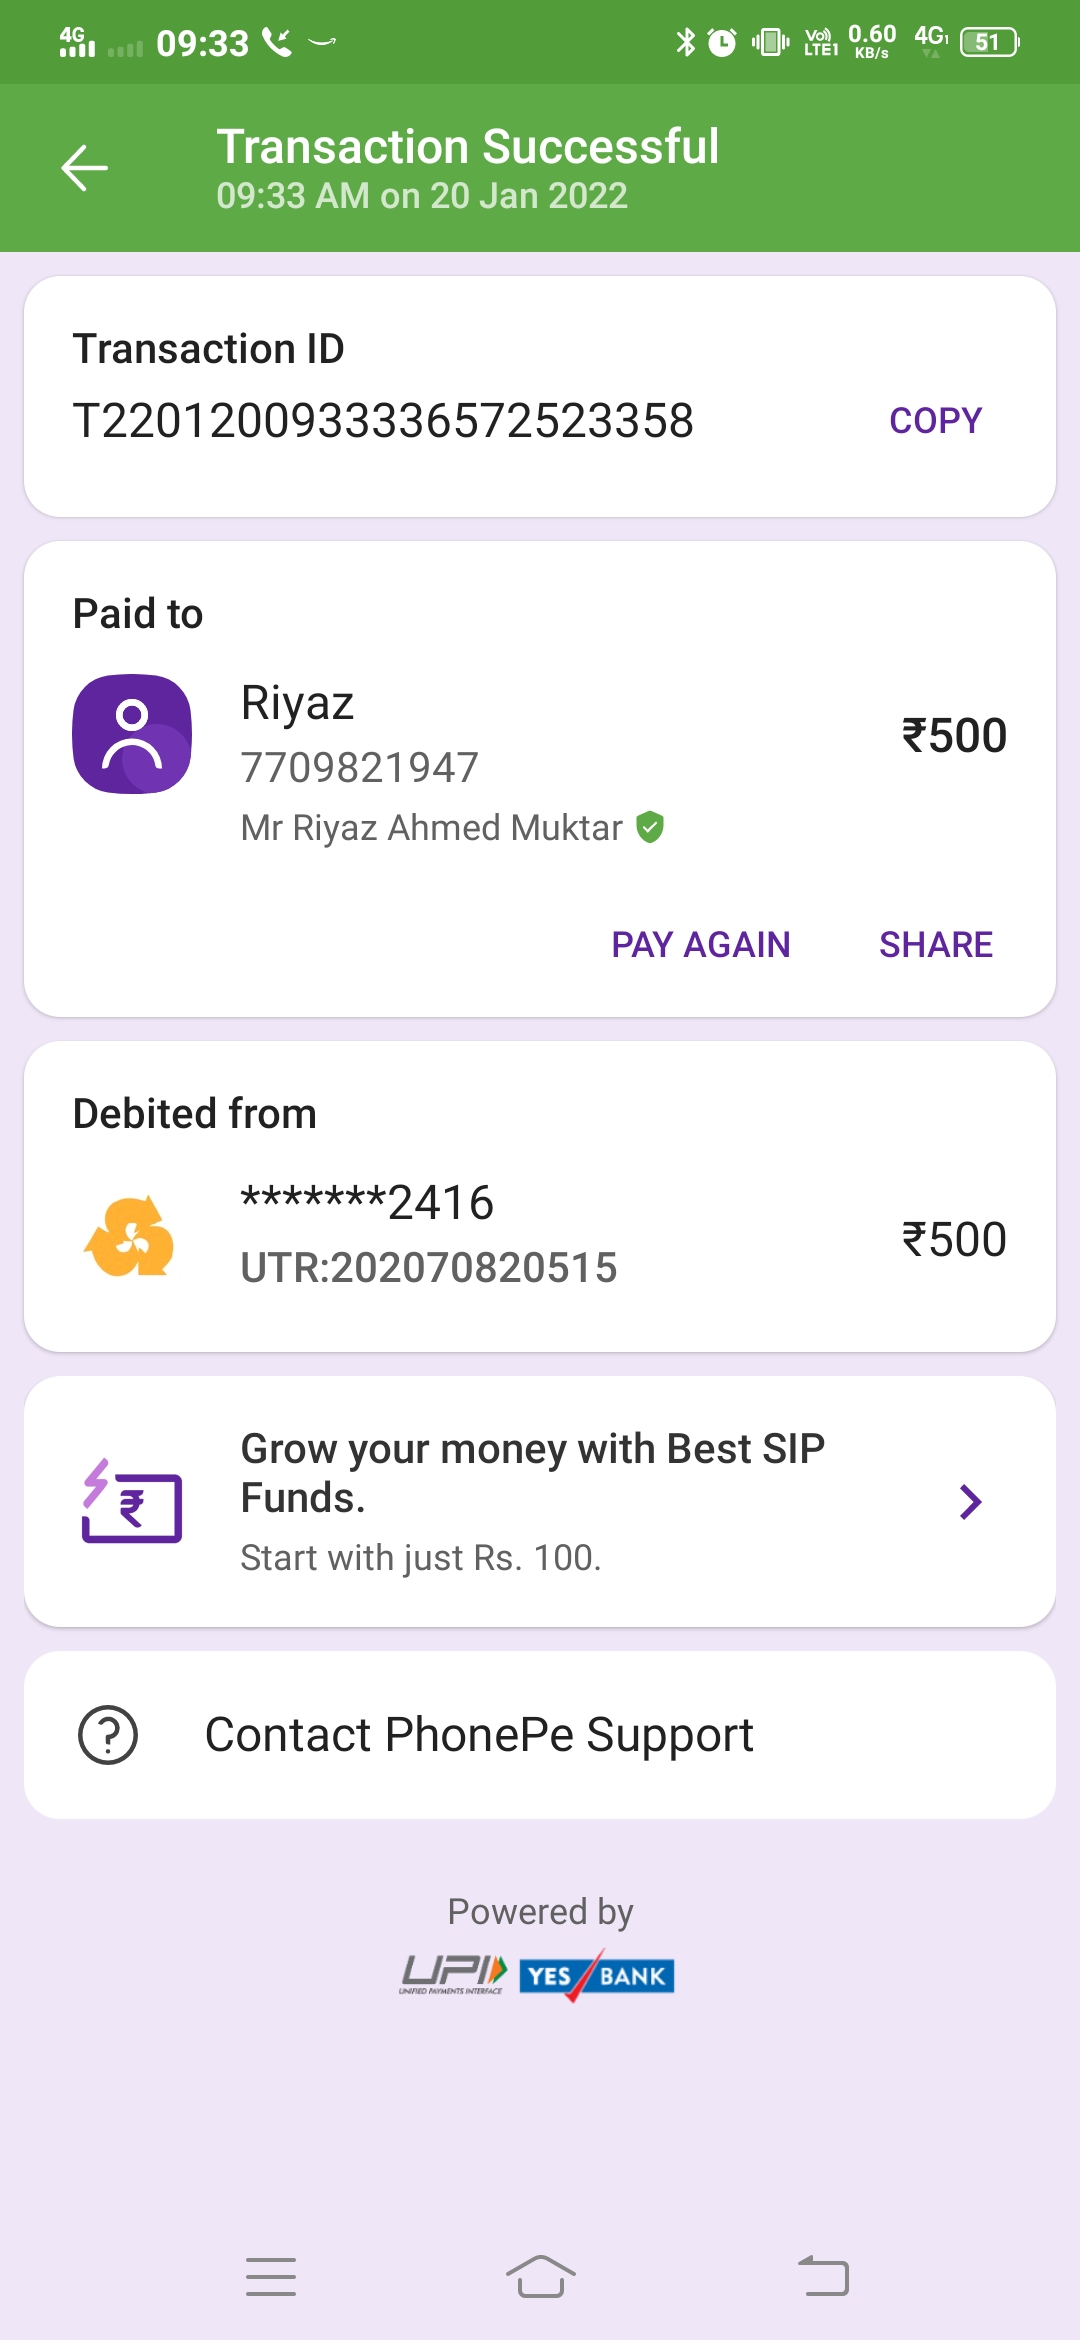 4G 09:33 Vo) LTE1 0.60 KB/s 4G 51
Transaction Successful
09:33 AM on 20 Jan 2022
Transaction ID
T2201200933336572523358 COPY
Paid to
Riyaz
7709821947 ₹500
Mr Riyaz Ahmed Muktar
PAY AGAIN SHARE
Debited from
*******2416
UTR:202070820515 ₹500
Grow your money with Best SIP
Funds.
Start with just Rs. 100.
Contact PhonePe Support
Powered by
UPI YES BANK
UNIFIED PAYMENTS INTERFACE